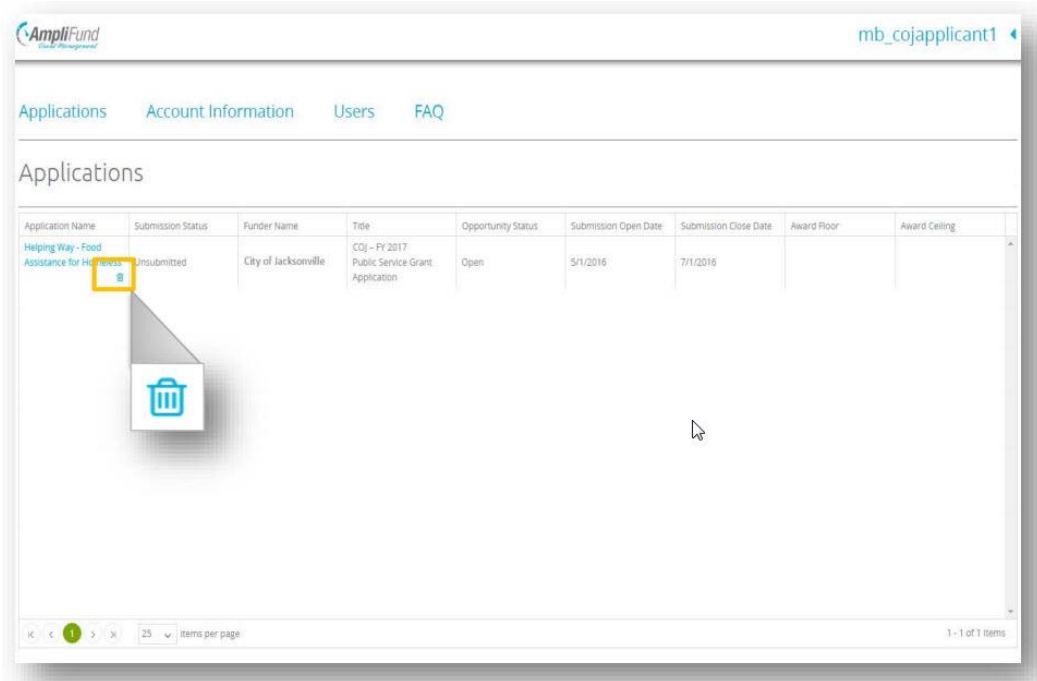 AmpliFund
Grant Management
mb_cojapplicant1
Applications Account Information Users FAQ
Applications
Application Name Submission Status Funder Name Title Opportunity Status Submission Open Date Submission Close Date Award Floor Award Ceiling
Helping Way - Food
Assistance for Homeless
Unsubmitted
City of Jacksonville
COJ – FY 2017
Public Service Grant
Application
Open
5/1/2016
7/1/2016
1
25 items per page
1 - 1 of 1 items